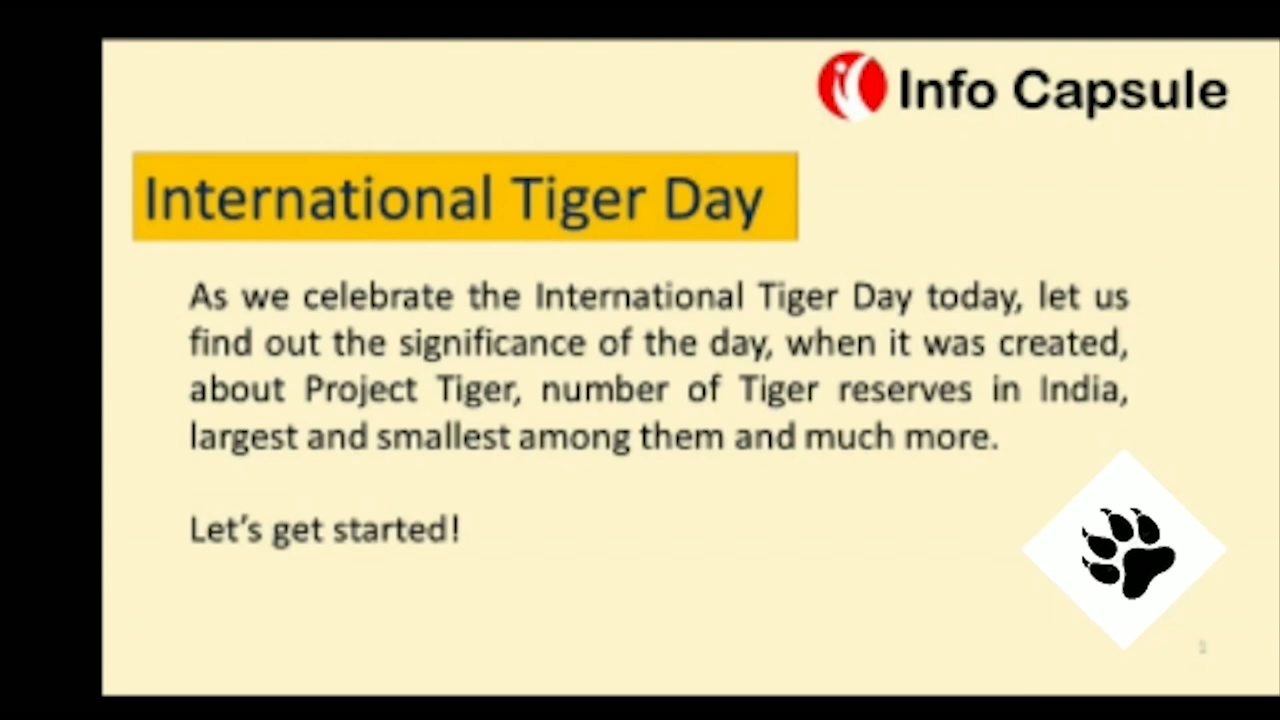 Info Capsule
International Tiger Day
As we celebrate the International Tiger Day today, let us
find out the significance of the day, when it was created,
about Project Tiger, number of Tiger reserves in India,
largest and smallest among them and much more.
Let's get started!